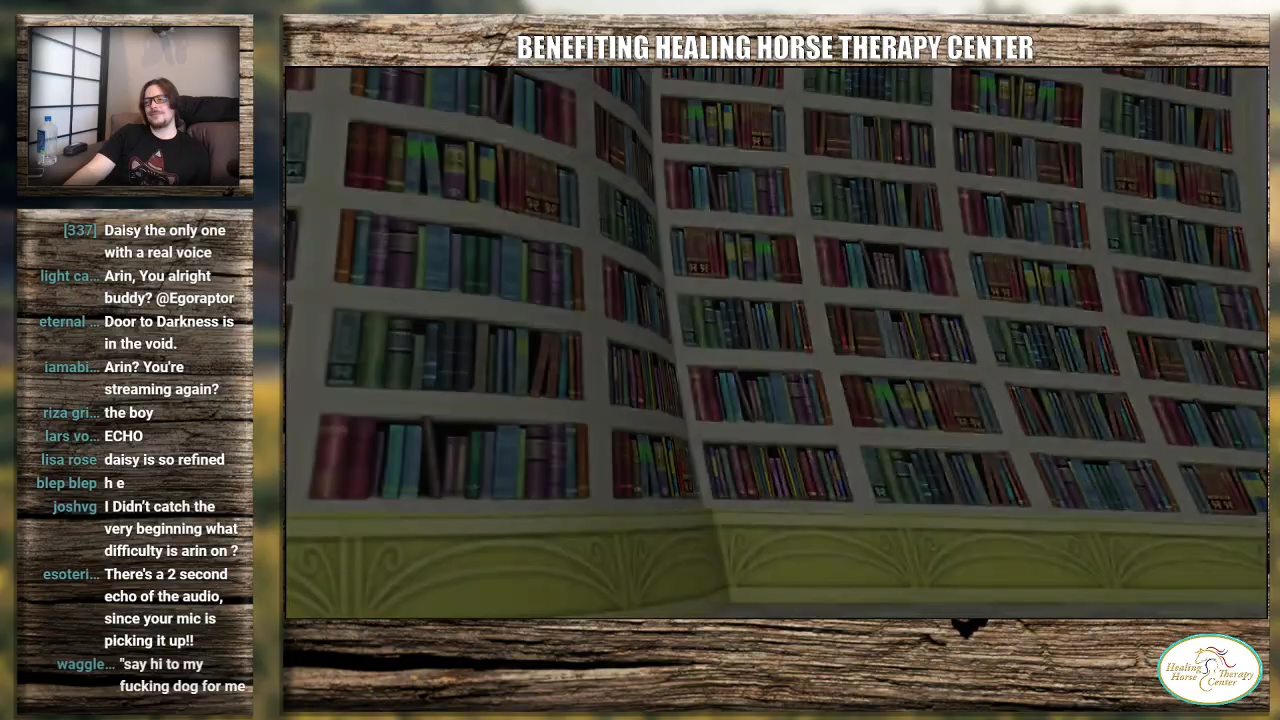 BENEFITING HEALING HORSE THERAPY CENTER
[337] Daisy the only one
with a real voice
light ca… Arin, You alright
buddy? @Egoraptor
eternal … Door to Darkness is
in the void.
lamabi… Arin? You're
streaming again?
riza gri… the boy
lars vo… ECHO
lisa rose daisy is so refined
blep blep h e
joshvg I Didn't catch the
very beginning what
difficulty is arin on ?
esoteri… There's a 2 second
echo of the audio,
since your mic is
picking it up!!
waggle… "say hi to my
fucking dog for me
Healing
Horse Therapy
Center